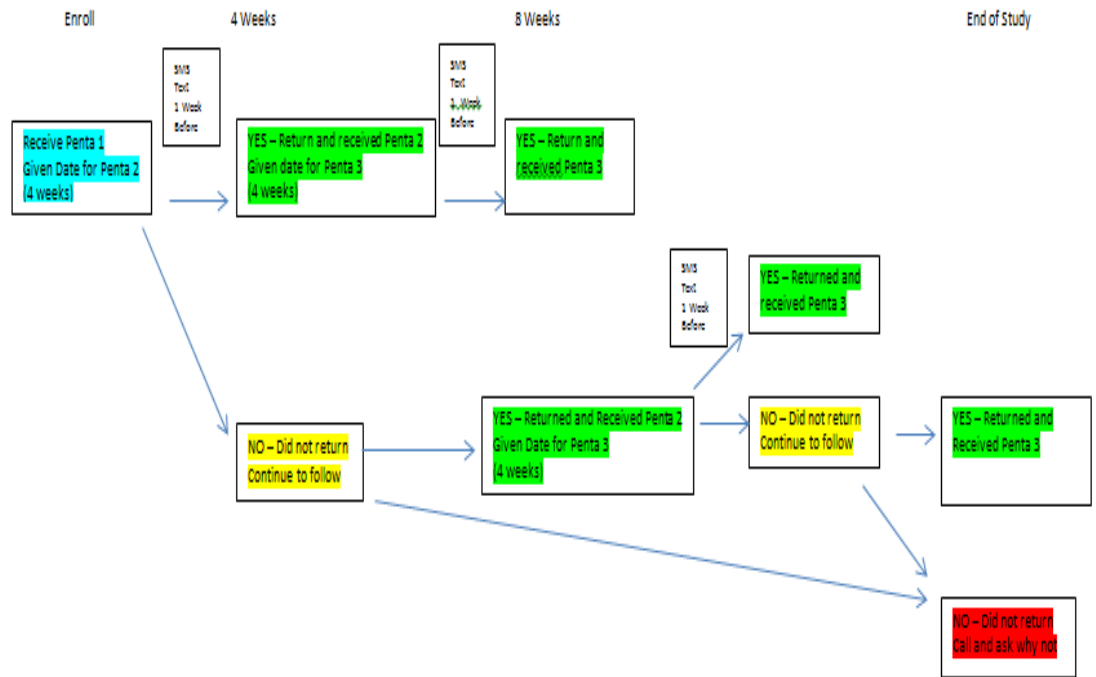 Enroll
4 Weeks
8 Weeks
End of Study
SMS
Text
1 Week
Before
SMS
Text
1 Week
Before
Receive Penta 1
Given Date for Penta 2
(4 weeks)
YES – Return and received Penta 2
Given date for Penta 3
(4 weeks)
YES – Return and
received Penta 3
SMS
Text
1 Week
Before
YES – Returned and
received Penta 3
NO – Did not return
Continue to follow
YES – Returned and Received Penta 2
Given Date for Penta 3
(4 weeks)
NO – Did not return
Continue to follow
YES – Returned and
Received Penta 3
NO – Did not return
Call and ask why not